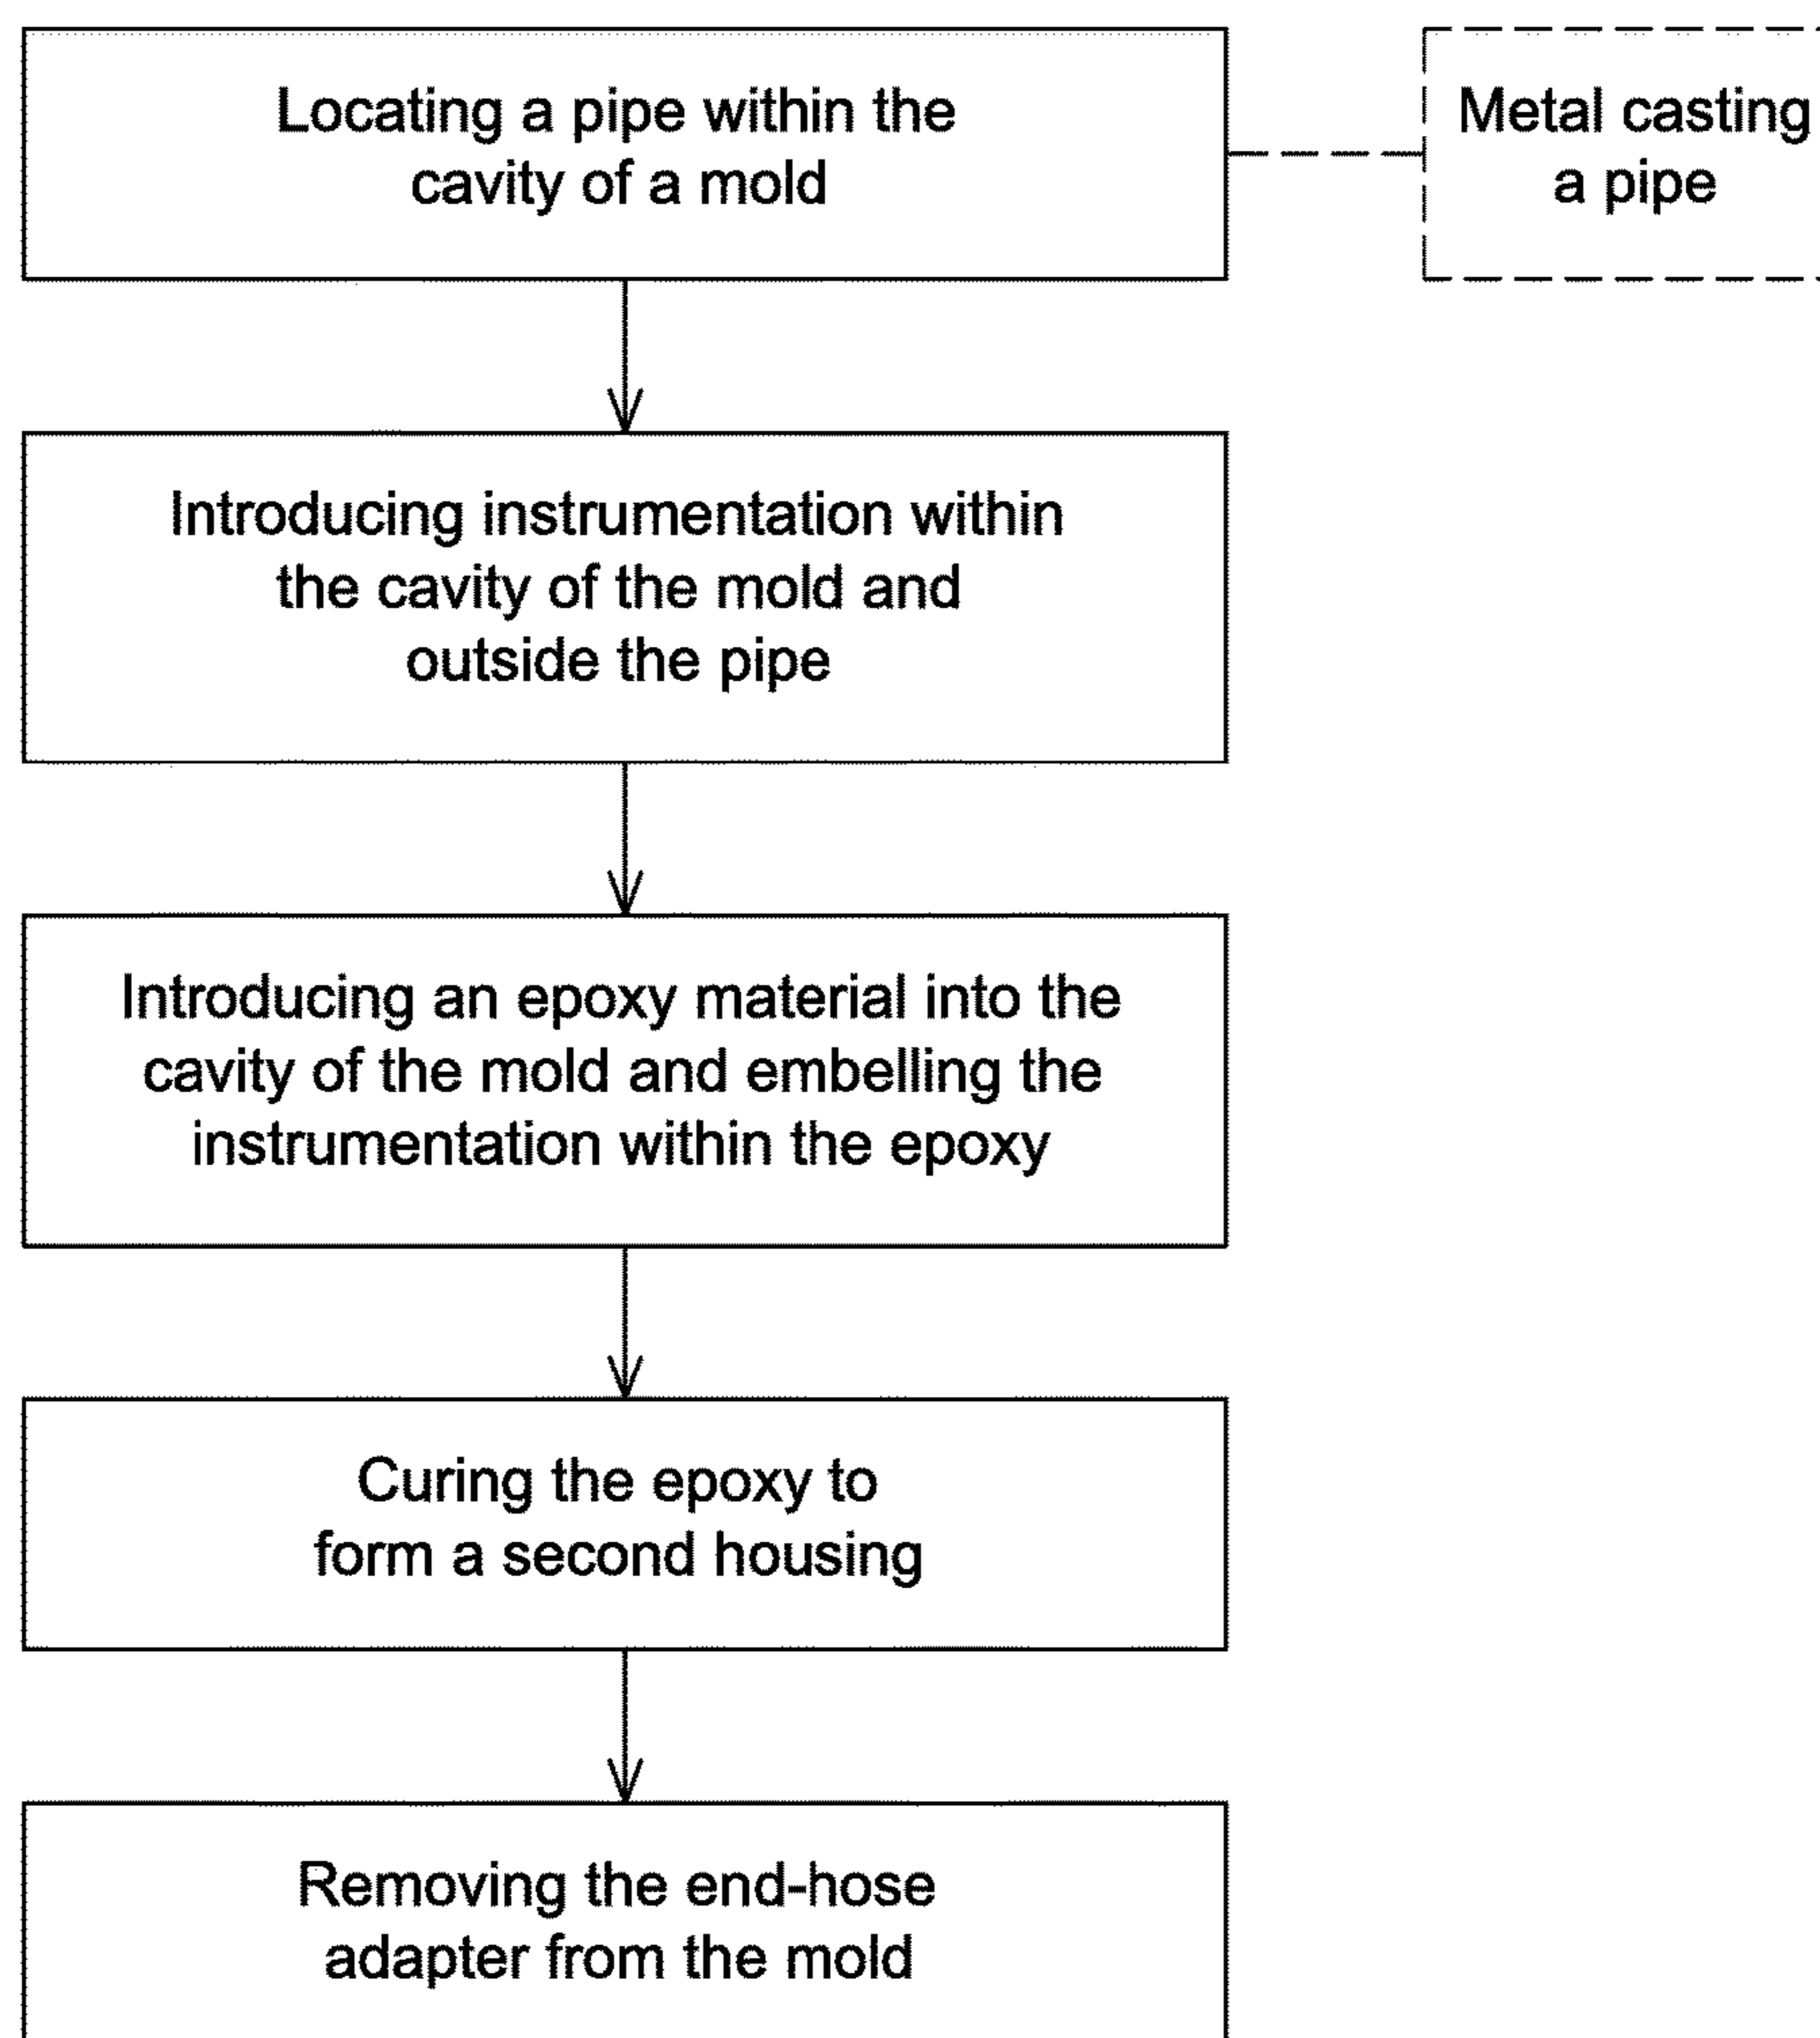 Locating a pipe within the
cavity of a mold
Metal casting
a pipe
Introducing instrumentation within
the cavity of the mold and
outside the pipe
Introducing an epoxy material into the
cavity of the mold and embelling the
instrumentation within the epoxy
Curing the epoxy to
form a second housing
Removing the end-hose
adapter from the mold